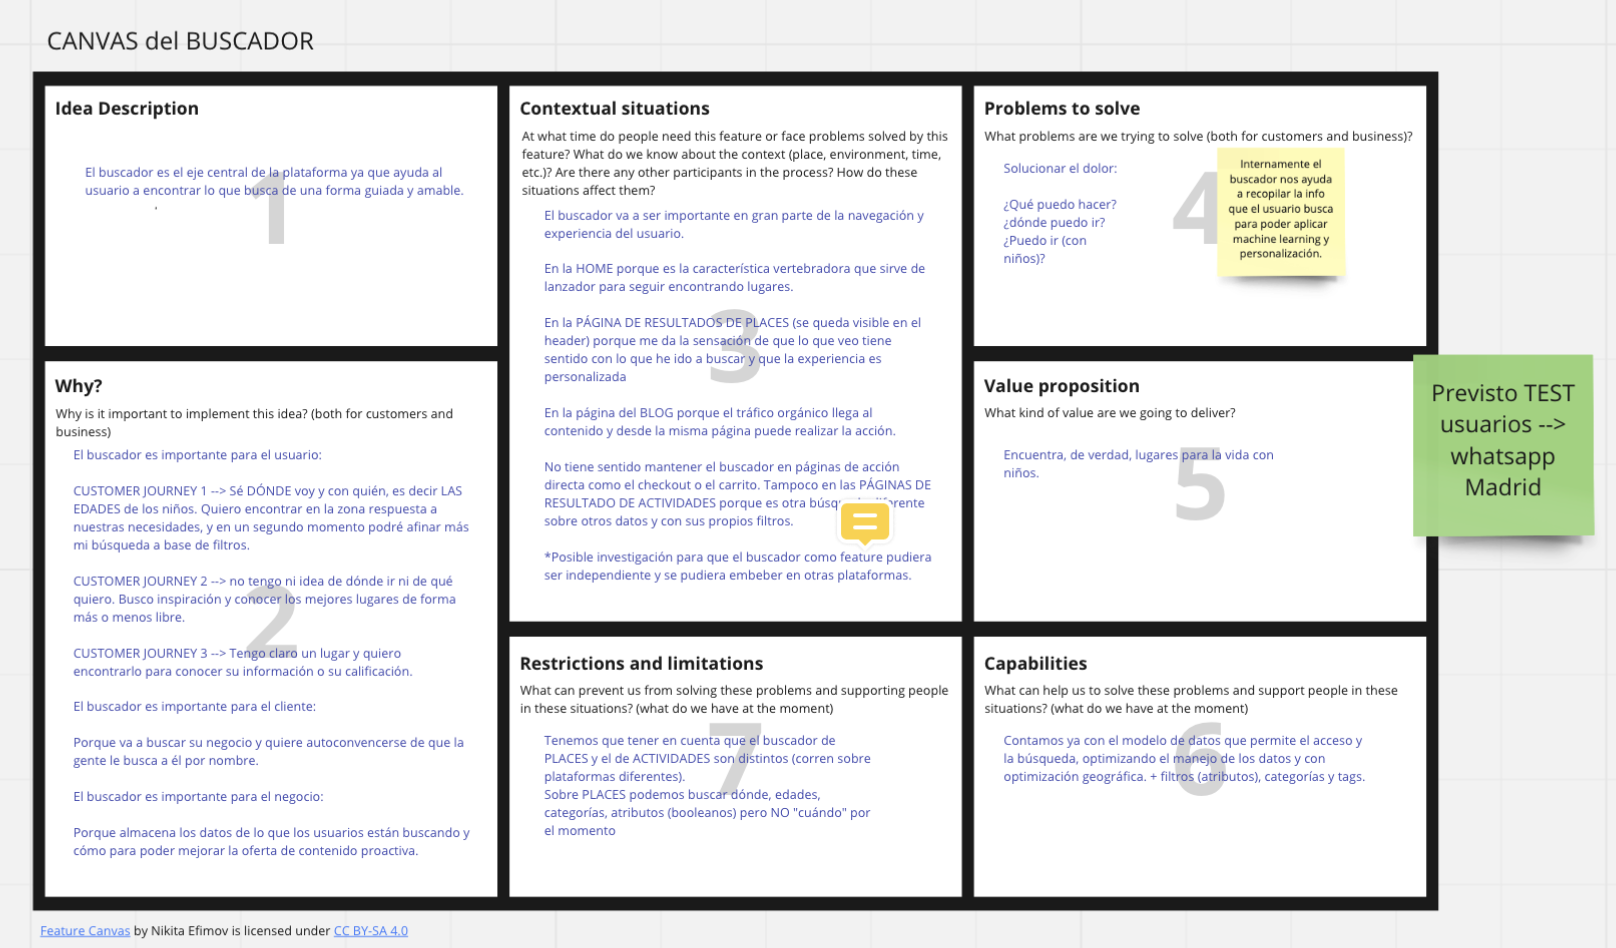 CANVAS del BUSCADOR
Idea Description
1
El buscador es el eje central de la plataforma ya que ayuda al
usuario a encontrar lo que busca de una forma guiada y amable.
.
Why?
Why is it important to implement this idea? (both for customers and
business)
2
El buscador es importante para el usuario:
CUSTOMER JOURNEY 1 --> Sé DÓNDE voy y con quién, es decir LAS
EDADES de los niños. Quiero encontrar en la zona respuesta a
nuestras necesidades, y en un segundo momento podré afinar más
mi búsqueda a base de filtros.
CUSTOMER JOURNEY 2 --> no tengo ni idea de dónde ir ni de qué
quiero. Busco inspiración y conocer los mejores lugares de forma
más o menos libre.
CUSTOMER JOURNEY 3 --> Tengo claro un lugar y quiero
encontrarlo para conocer su información o su calificación.
El buscador es importante para el cliente:
Porque va a buscar su negocio y quiere autoconvencerse de que la
gente le busca a él por nombre.
El buscador es importante para el negocio:
Porque almacena los datos de lo que los usuarios están buscando y
cómo para poder mejorar la oferta de contenido proactiva.
Contextual situations
At what time do people need this feature or face problems solved by this
feature? What do we know about the context (place, environment, time,
etc.)? Are there any other participants in the process? How do these
situations affect them?
3
El buscador va a ser importante en gran parte de la navegación y
experiencia del usuario.
En la HOME porque es la característica vertebradora que sirve de
lanzador para seguir encontrando lugares.
En la PÁGINA DE RESULTADOS DE PLACES (se queda visible en el
header) porque me da la sensación de que lo que veo tiene
sentido con lo que he ido a buscar y que la experiencia es
personalizada
En la página del BLOG porque el tráfico orgánico llega al
contenido y desde la misma página puede realizar la acción.
No tiene sentido mantener el buscador en páginas de acción
directa como el checkout o el carrito. Tampoco en las PÁGINAS DE
RESULTADO DE ACTIVIDADES porque es otra
sobre otros datos y con sus propios filtros.
*Posible investigación para que el buscador como feature pudiera
ser independiente y se pudiera embeber en otras plataformas.
Problems to solve
What problems are we trying to solve (both for customers and business)?
4
Solucionar el dolor:
¿Qué puedo hacer?
¿dónde puedo ir?
¿Puedo ir (con
niños)?
Internamente el
buscador nos ayuda
a recopilar la info
que el usuario busca
para poder aplicar
machine learning y
personalización.
Value proposition
What kind of value are we going to deliver?
5
Encuentra, de verdad, lugares para la vida con
niños.
Previsto TEST
usuarios -->
whatsapp
Madrid
Restrictions and limitations
What can prevent us from solving these problems and supporting people
in these situations? (what do we have at the moment)
7
Tenemos que tener en cuenta que el buscador de
PLACES y el de ACTIVIDADES son distintos (corren sobre
plataformas diferentes).
Sobre PLACES podemos buscar dónde, edades,
categorías, atributos (booleanos) pero NO "cuándo" por
el momento
Capabilities
What can help us to solve these problems and support people in these
situations? (what do we have at the moment)
6
Contamos ya con el modelo de datos que permite el acceso y
la búsqueda, optimizando el manejo de los datos y con
optimización geográfica. + filtros (atributos), categorías y tags.
Feature Canvas by Nikita Efimov is licensed under CC BY-SA 4.0